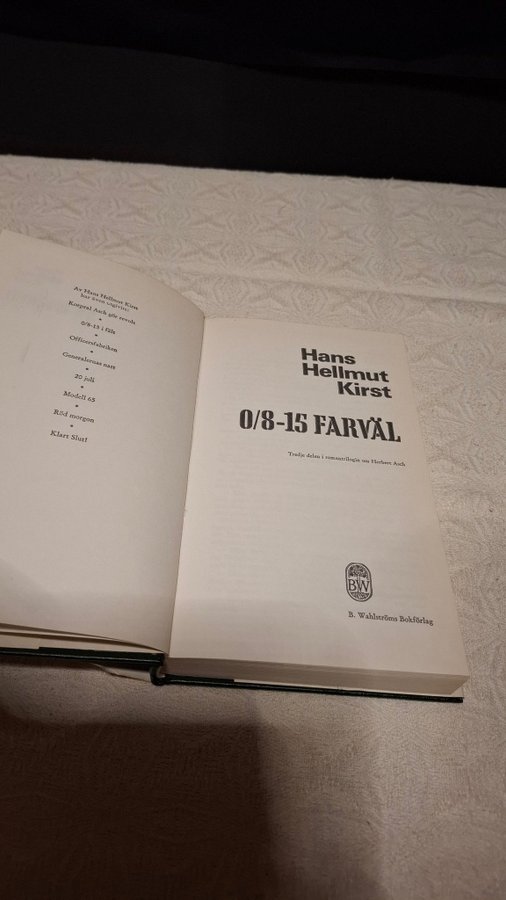 Av Hans Hellmut Kirst
har även utgivits:
Korpral Asch gör revolt
•
0/8-15 i fält
•
Officersfabriken
•
Generalernas natt
•
20 juli
•
Modell 65
•
Röd morgon
•
Klart Slut!
Hans
Hellmut
Kirst
0/8-15 FARVÄL
Tredje delen i romantrilogin om Herbert Asch
BW
B. Wahlströms Bokförlag